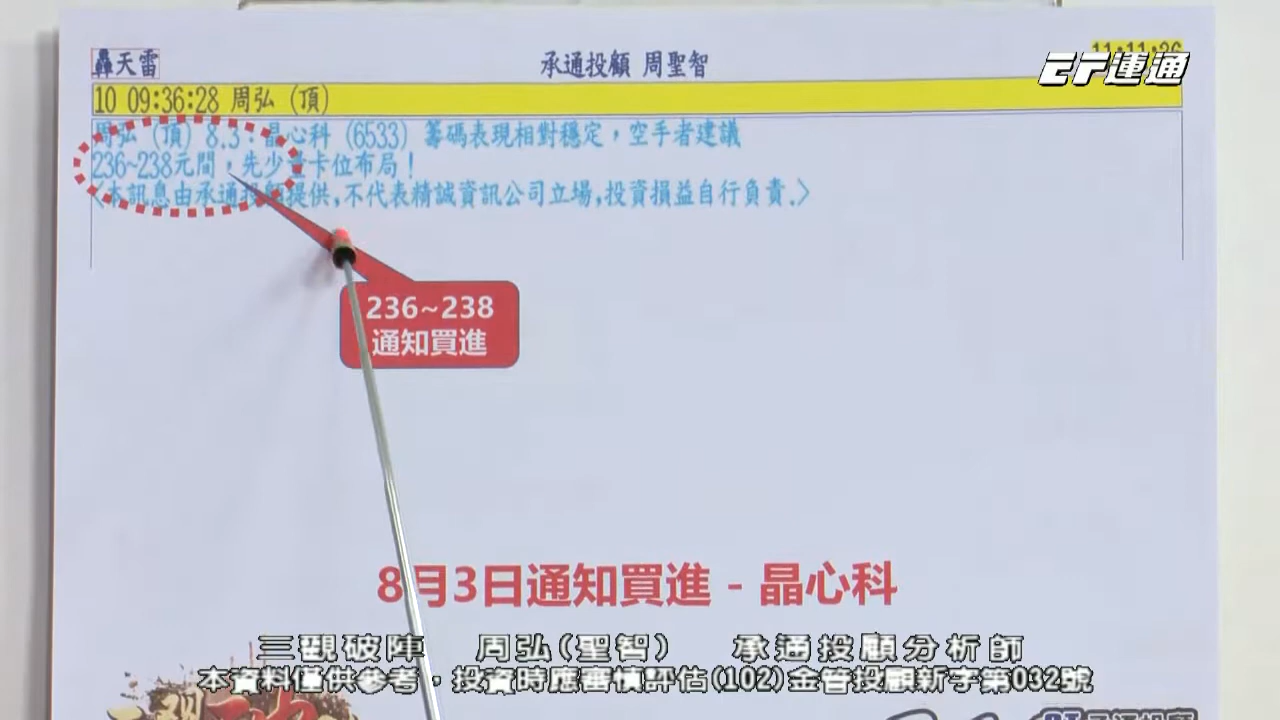 轟天雷
承通投顧 周聖智
11:11:26
EF運通
10 09:36:28 周弘 (頂)
周弘 (頂) 8.3：晶心科 (6533) 籌碼表現相對穩定，空手者建議
236~238元間，先少量卡位布局！
〈本訊息由承通投顧提供,不代表精誠資訊公司立場,投資損益自行負責.〉
236~238
通知買進
8月3日通知買進 - 晶心科
三觀破陣 周弘(聖智) 承通投顧分析師
本資料僅供參考，投資時應審慎評估(102)金管投顧新字第032號